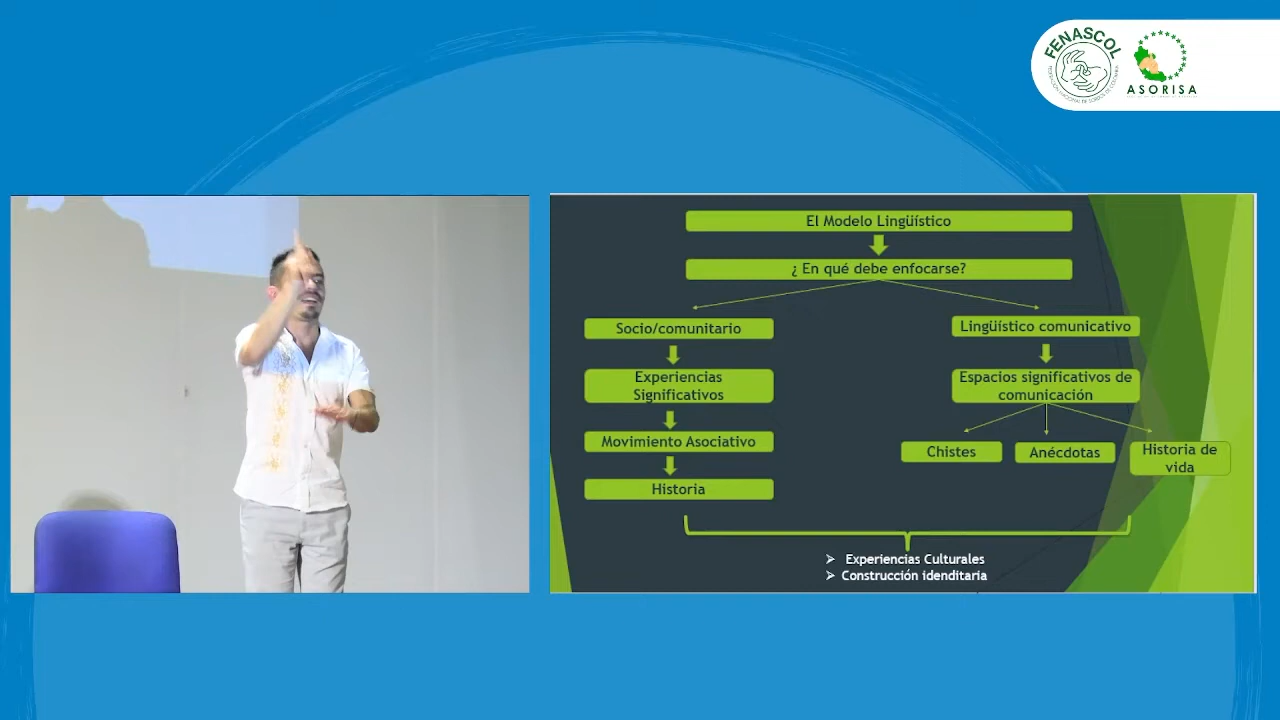 FENASCOL
ASORISA
El Modelo Lingüístico
¿ En qué debe enfocarse?
Socio/comunitario
Lingüístico comunicativo
Experiencias
Significativos
Espacios significativos de
comunicación
Movimiento Asociativo
Chistes
Anécdotas
Historia de
vida
Historia
➢ Experiencias Culturales
➢ Construcción idenditaria